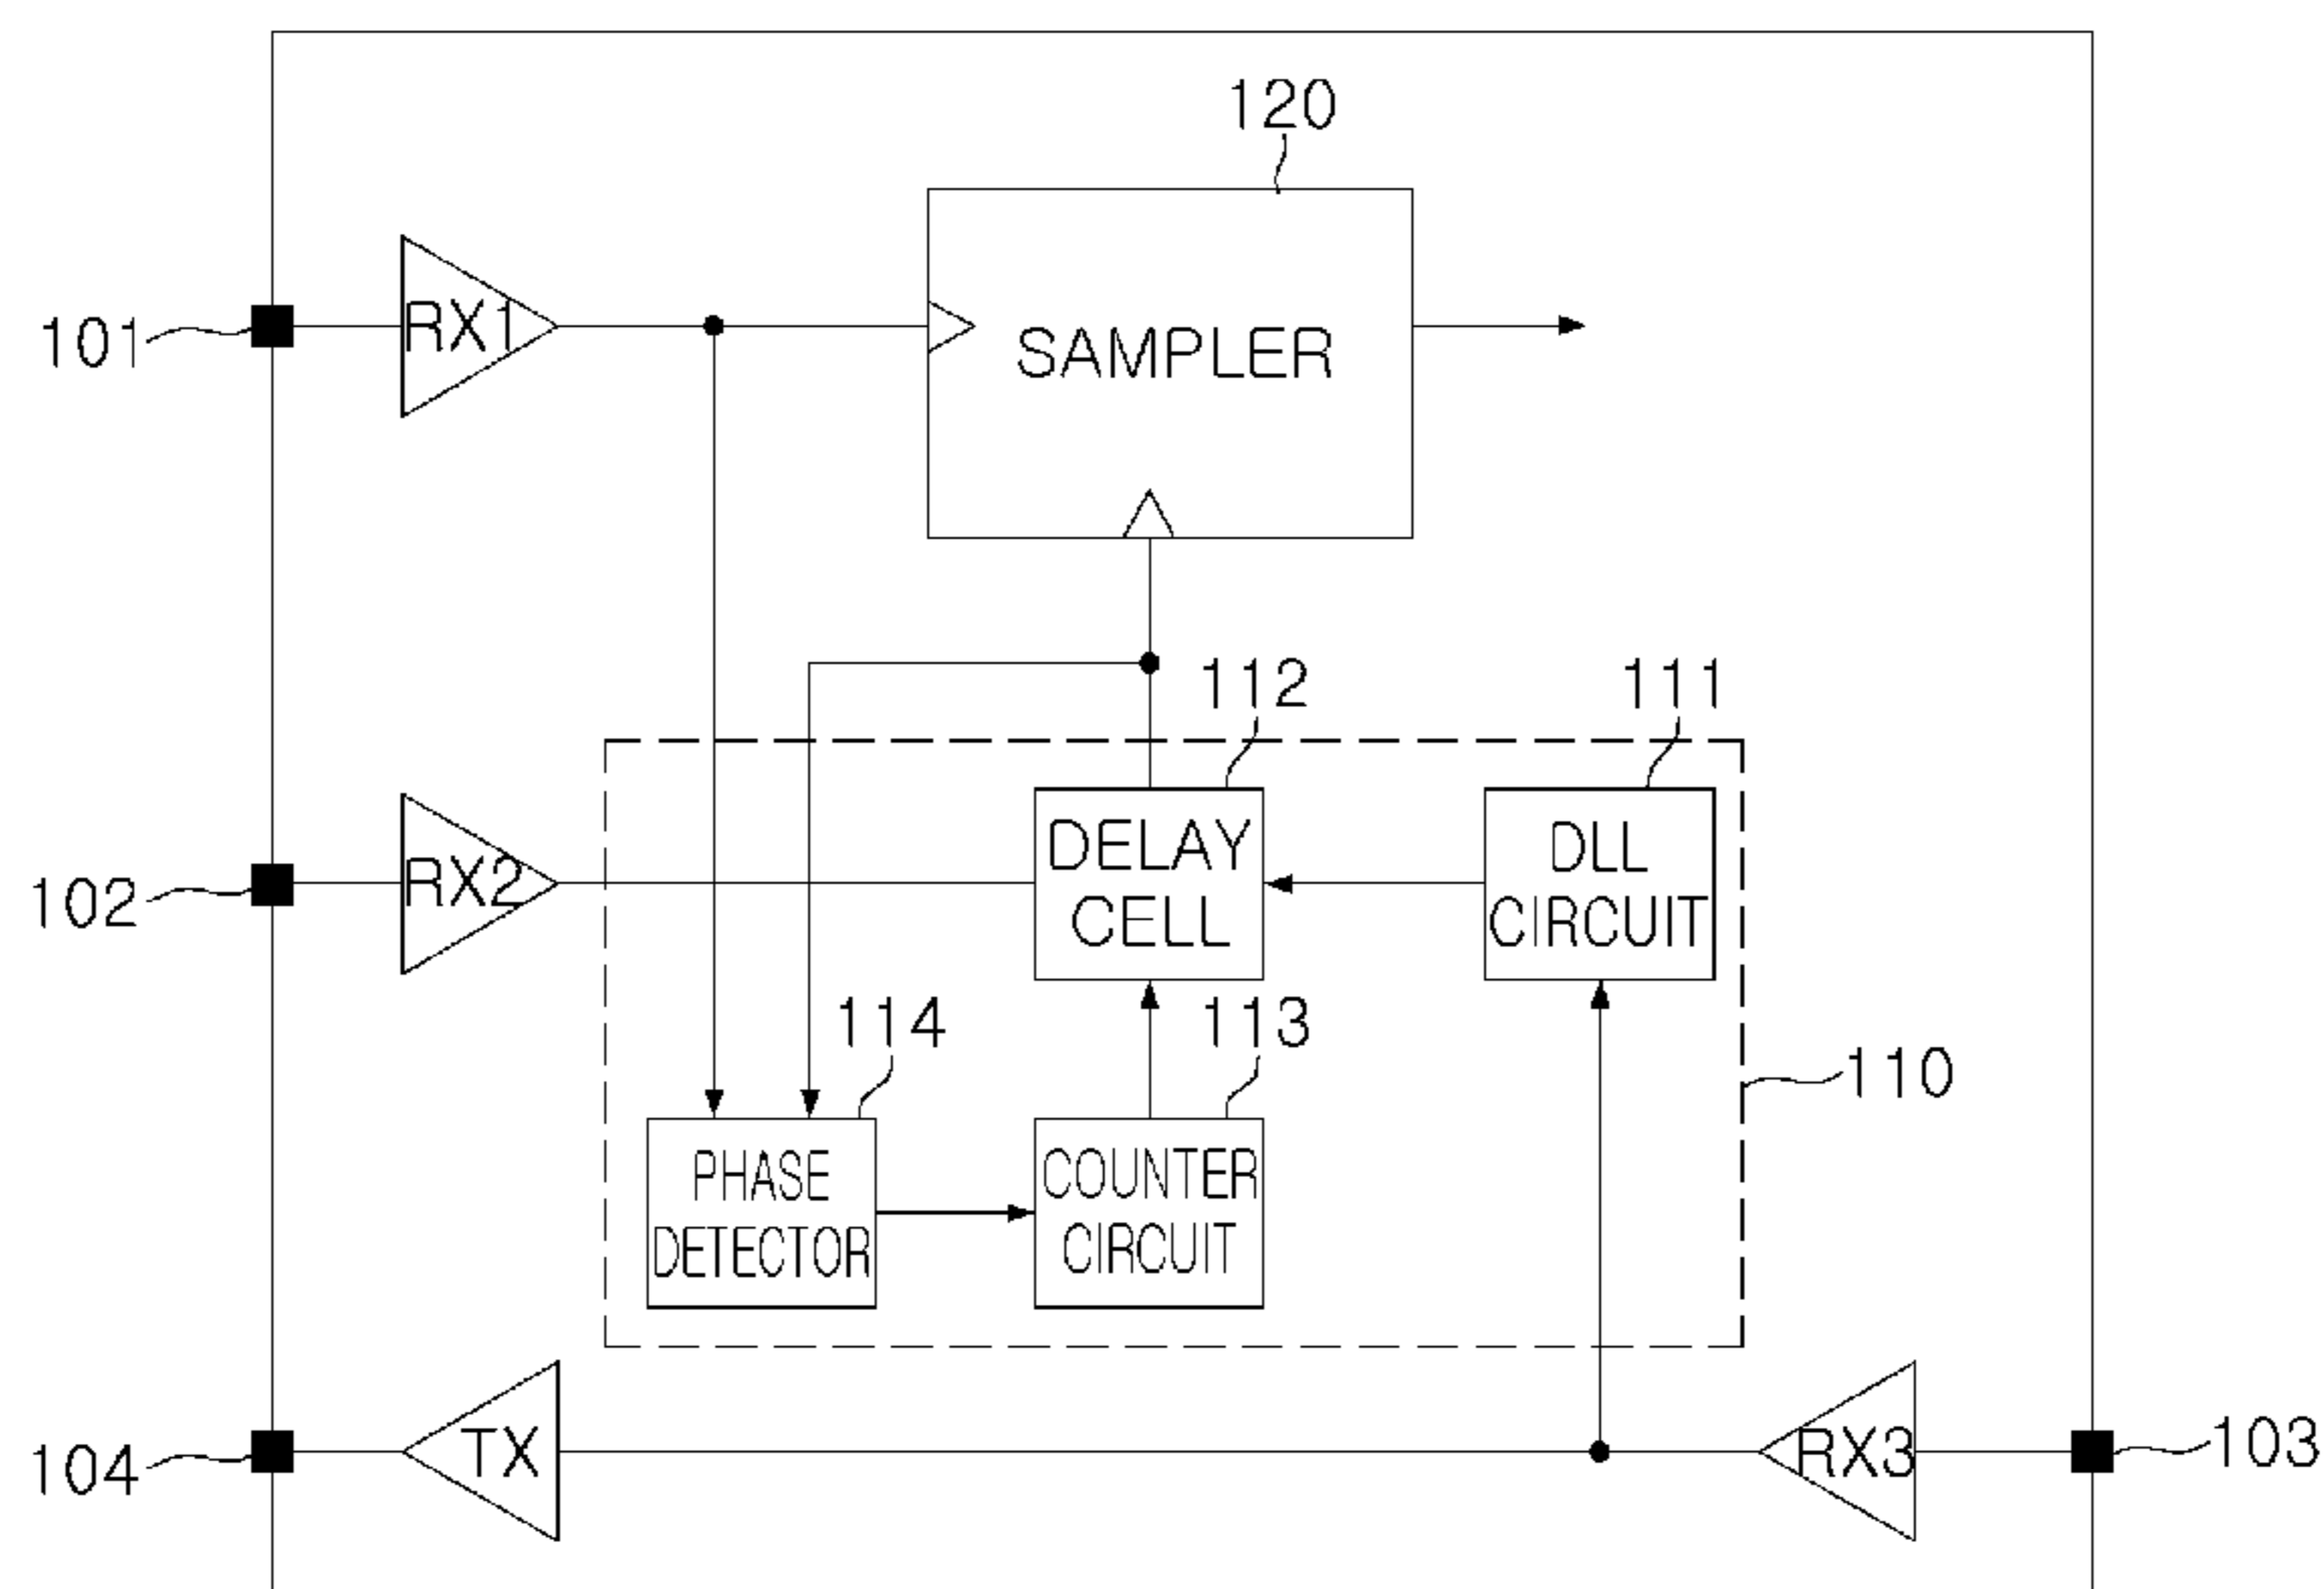 120
RX1
101
SAMPLER
112
111
RX2
102
DELAY
CELL
DLL
CIRCUIT
114
113
110
PHASE
DETECTOR
COUNTER
CIRCUIT
TX
104
RX3
103